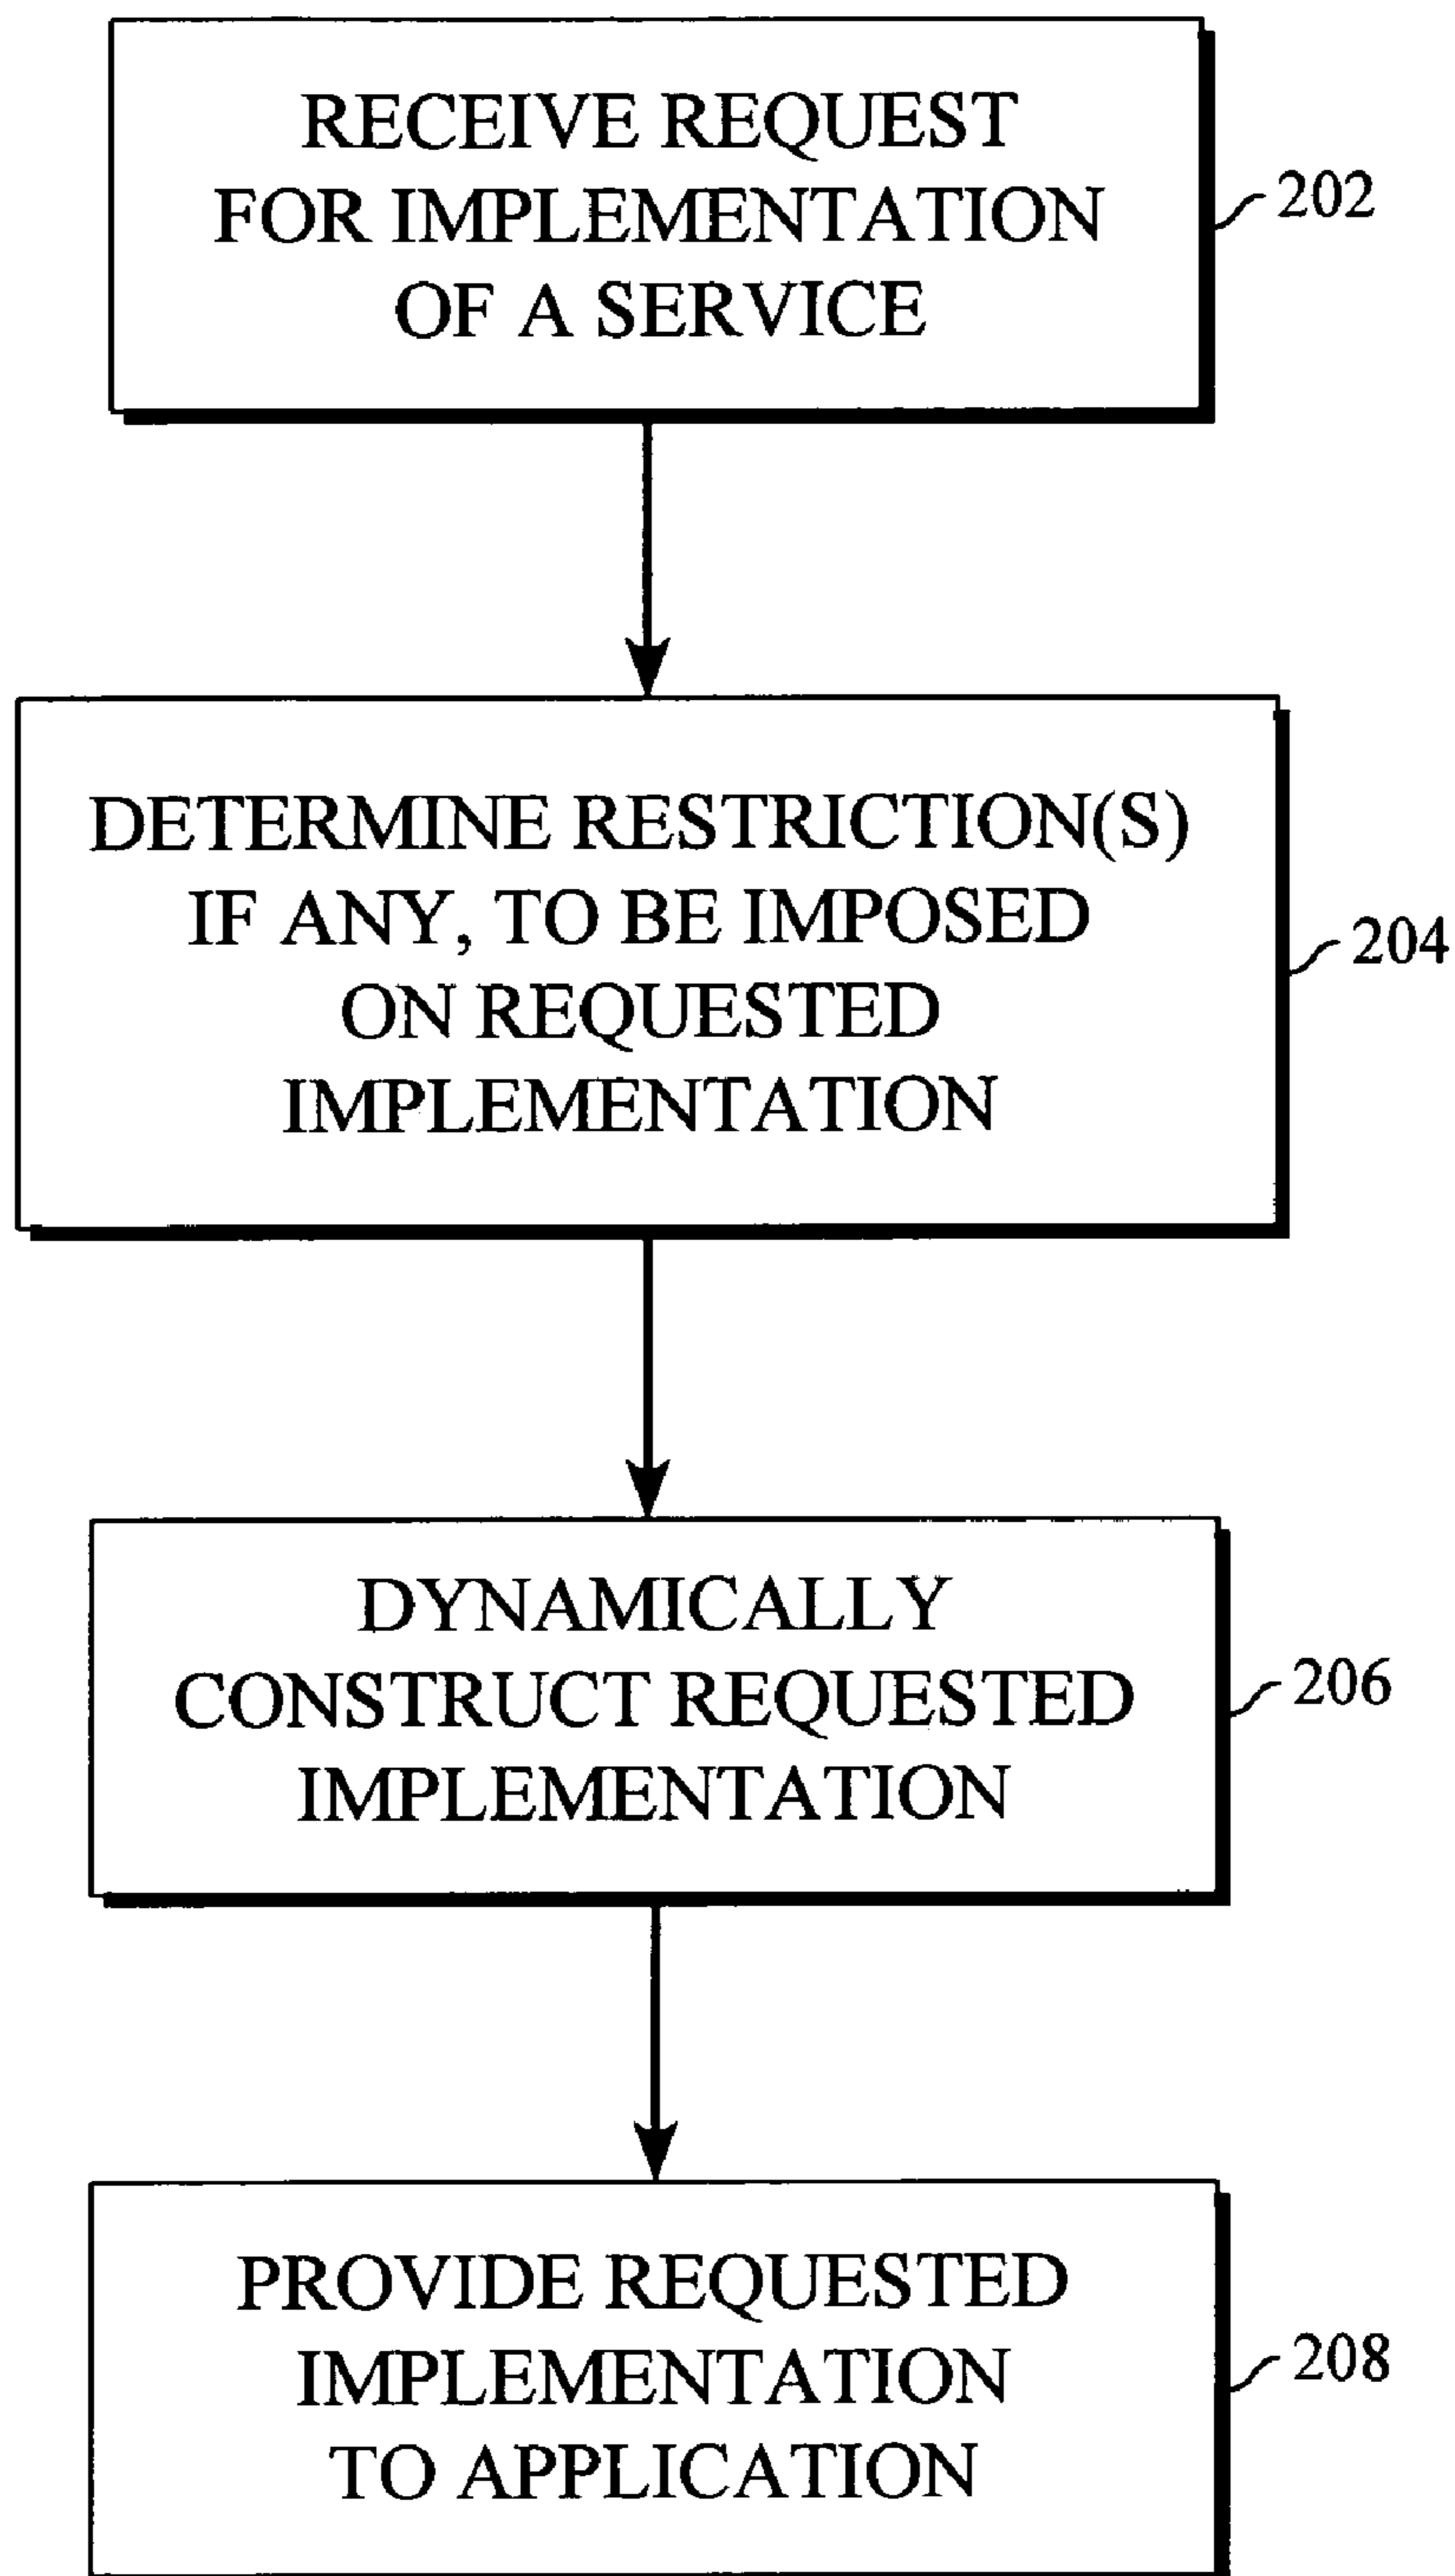 RECEIVE REQUEST
FOR IMPLEMENTATION
OF A SERVICE
202
DETERMINE RESTRICTION(S)
IF ANY, TO BE IMPOSED
ON REQUESTED
IMPLEMENTATION
204
DYNAMICALLY
CONSTRUCT REQUESTED
IMPLEMENTATION
206
PROVIDE REQUESTED
IMPLEMENTATION
TO APPLICATION
208